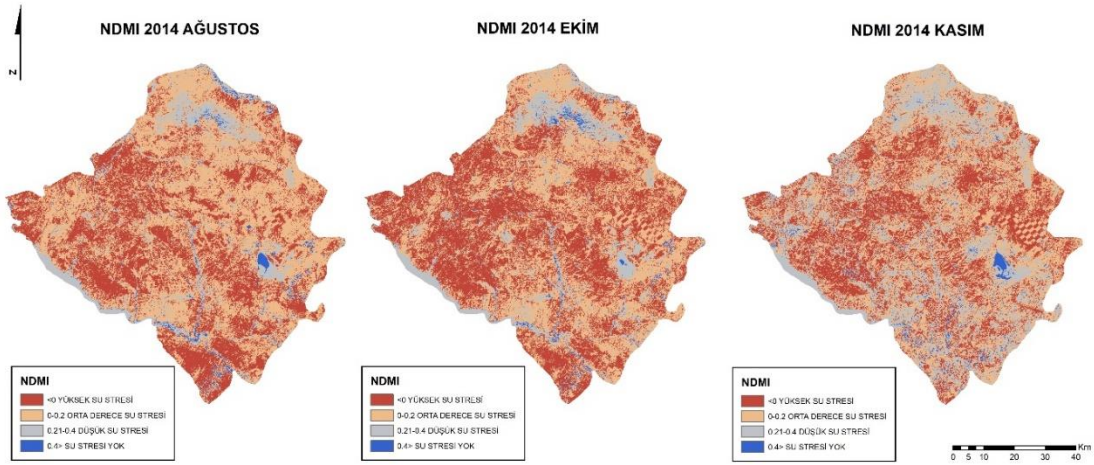 NDMI 2014 AĞUSTOS
NDMI 2014 EKİM
NDMI 2014 KASIM
Z
NDMI
<0 YÜKSEK SU STRESİ
0-0.2 ORTA DERECE SU STRESİ
0.21-0.4 DÜŞÜK SU STRESİ
0.4> SU STRESİ YOK
NDMI
<0 YÜKSEK SU STRESİ
0-0.2 ORTA DERECE SU STRESİ
0.21-0.4 DÜŞÜK SU STRESİ
0.4> SU STRESİ YOK
NDMI
<0 YÜKSEK SU STRESİ
0-0.2 ORTA DERECE SU STRESİ
0.21-0.4 DÜŞÜK SU STRESİ
0.4> SU STRESİ YOK
Km
0 5 10 20 30 40